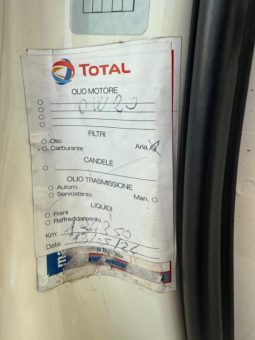 TOTAL
OLIO MOTORE
0W20
FILTRI
Olio
Carburante Aria
CANDELE
OLIO TRASMISSIONE
Autom.
Servosterzo Man.
LIQUIDI
Freni
Raffreddamento
Km:
Data: